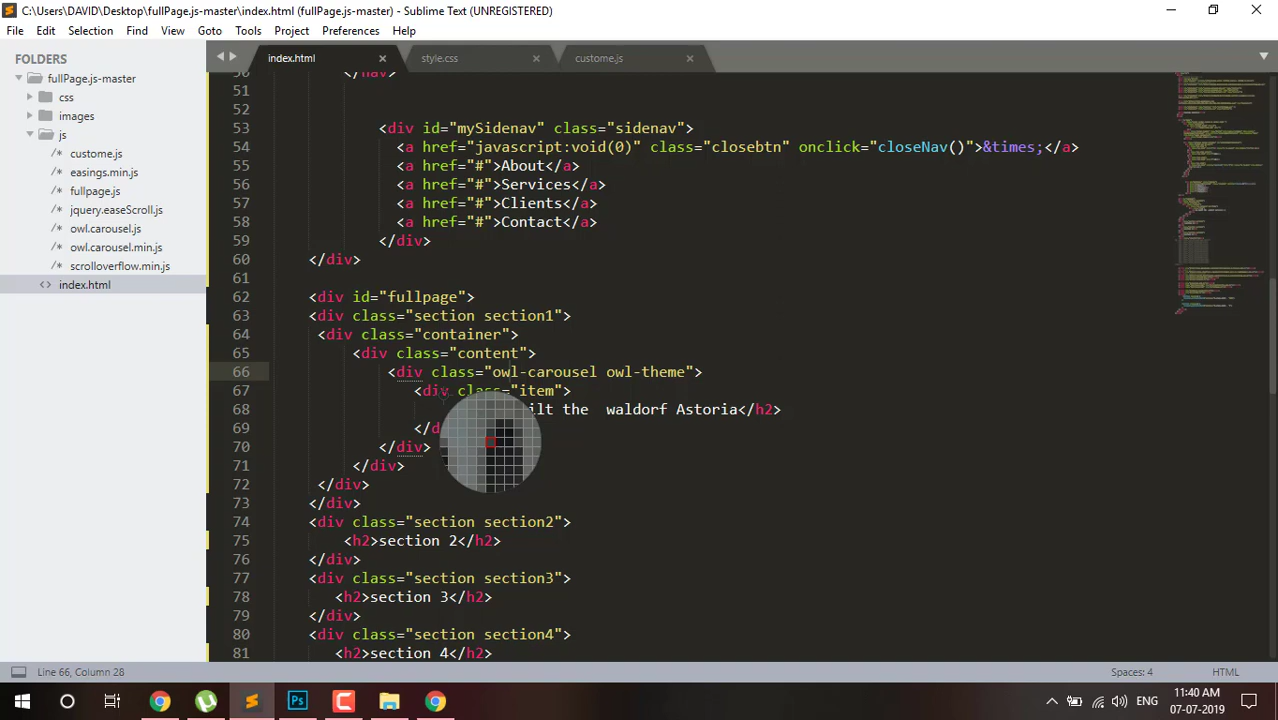 C:\Users\DAVID\Desktop\fullPage.js-master\index.html (fullPage.js-master) - Sublime Text (UNREGISTERED)
File Edit Selection Find View Goto Tools Project Preferences Help
FOLDERS
fullPage.js-master
css
images
js
custome.js
easings.min.js
fullpage.js
jquery.easeScroll.js
owl.carousel.js
owl.carousel.min.js
scrolloverflow.min.js
index.html
index.html style.css custome.js
50 </nav>
51
52
53 <div id="mySidenav" class="sidenav">
54 <a href="javascript:void(0)" class="closebtn" onclick="closeNav()">&times;</a>
55 <a href="#">About</a>
56 <a href="#">Services</a>
57 <a href="#">Clients</a>
58 <a href="#">Contact</a>
59 </div>
60 </div>
61
62 <div id="fullpage">
63 <div class="section section1">
64 <div class="container">
65 <div class="content">
66 <div class="owl-carousel owl-theme">
67 <div class="item">
68 the  waldorf Astoria</h2>
69
70 </div>
71 </div>
72 </div>
73 </div>
74 <div class="section section2">
75 <h2>section 2</h2>
76 </div>
77 <div class="section section3">
78 <h2>section 3</h2>
79 </div>
80 <div class="section section4">
81 <h2>section 4</h2>
Line 66, Column 28 Spaces: 4 HTML
ENG 11:40 AM
07-07-2019